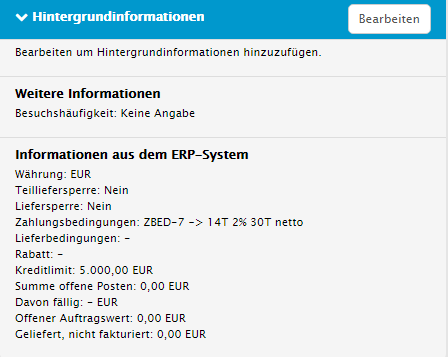 Hintergrundinformationen
Bearbeiten
Bearbeiten um Hintergrundinformationen hinzuzufügen.
Weitere Informationen
Besuchshäufigkeit: Keine Angabe
Informationen aus dem ERP-System
Währung: EUR
Teilliefersperre: Nein
Liefersperre: Nein
Zahlungsbedingungen: ZBED-7 -> 14T 2% 30T netto
Lieferbedingungen: -
Rabatt: -
Kreditlimit: 5.000,00 EUR
Summe offene Posten: 0,00 EUR
Davon fällig: - EUR
Offener Auftragswert: 0,00 EUR
Geliefert, nicht fakturiert: 0,00 EUR